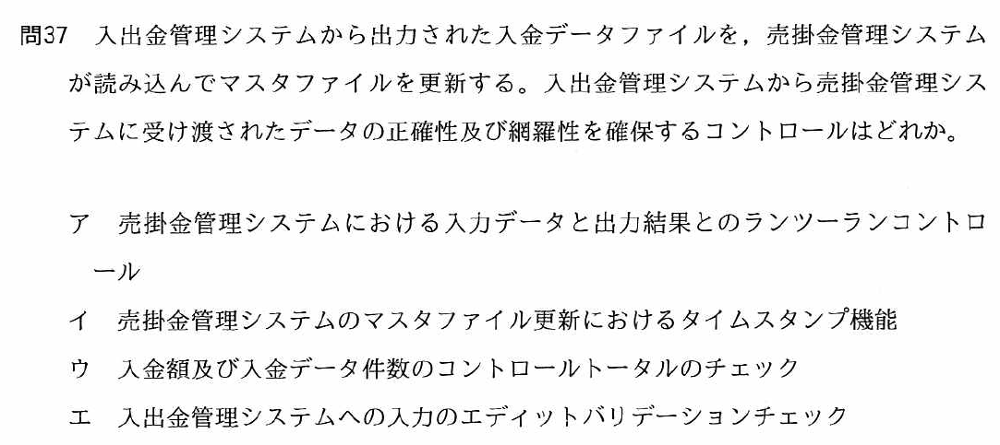 問37　入出金管理システムから出力された入金データファイルを，売掛金管理システム
が読み込んでマスタファイルを更新する。入出金管理システムから売掛金管理シス
テムに受け渡されたデータの正確性及び網羅性を確保するコントロールはどれか。
ア　売掛金管理システムにおける入力データと出力結果とのランツーランコントロ
ール
イ　売掛金管理システムのマスタファイル更新におけるタイムスタンプ機能
ウ　入金額及び入金データ件数のコントロールトータルのチェック
エ　入出金管理システムへの入力のエディットバリデーションチェック